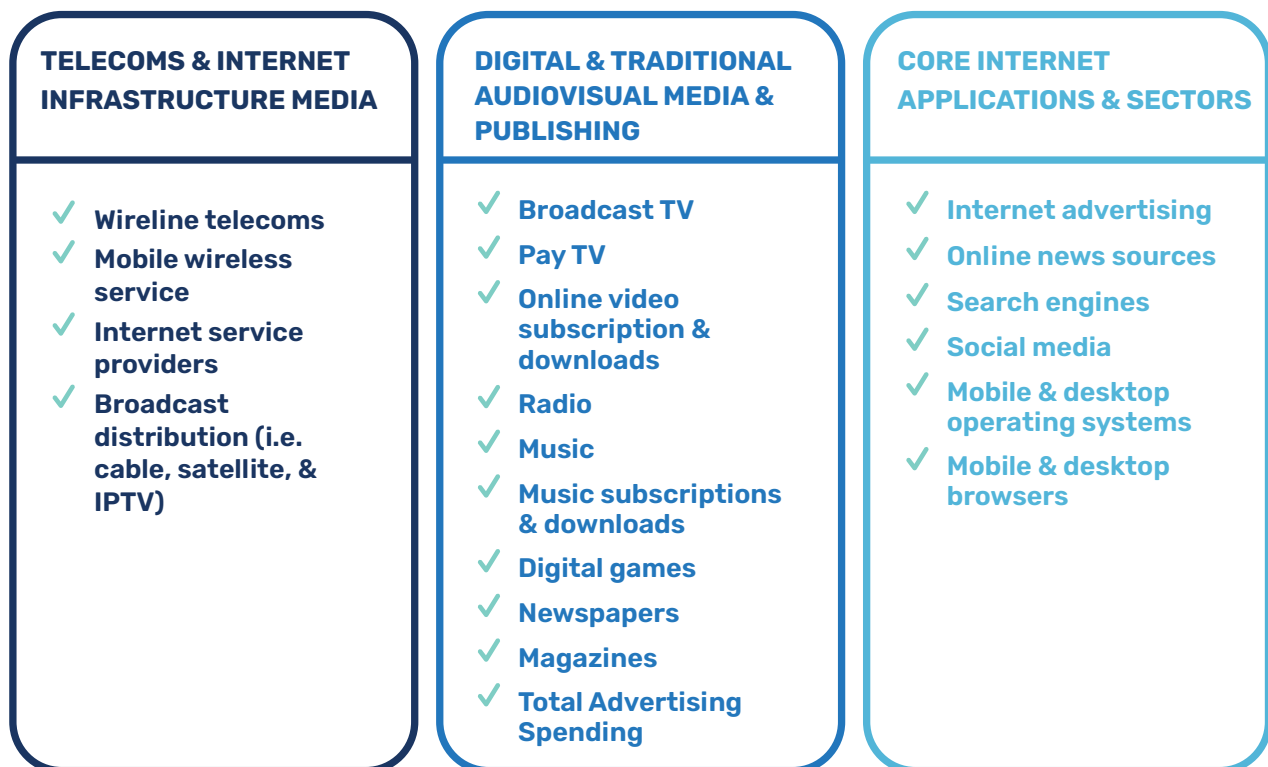 TELECOMS & INTERNET
INFRASTRUCTURE MEDIA
Wireline telecoms
Mobile wireless
service
Internet service
providers
Broadcast
distribution (i.e.
cable, satellite, &
IPTV)
DIGITAL & TRADITIONAL
AUDIOVISUAL MEDIA &
PUBLISHING
Broadcast TV
Pay TV
Online video
subscription &
downloads
Radio
Music
Music subscriptions
& downloads
Digital games
Newspapers
Magazines
Total Advertising
Spending
CORE INTERNET
APPLICATIONS & SECTORS
Internet advertising
Online news sources
Search engines
Social media
Mobile & desktop
operating systems
Mobile & desktop
browsers